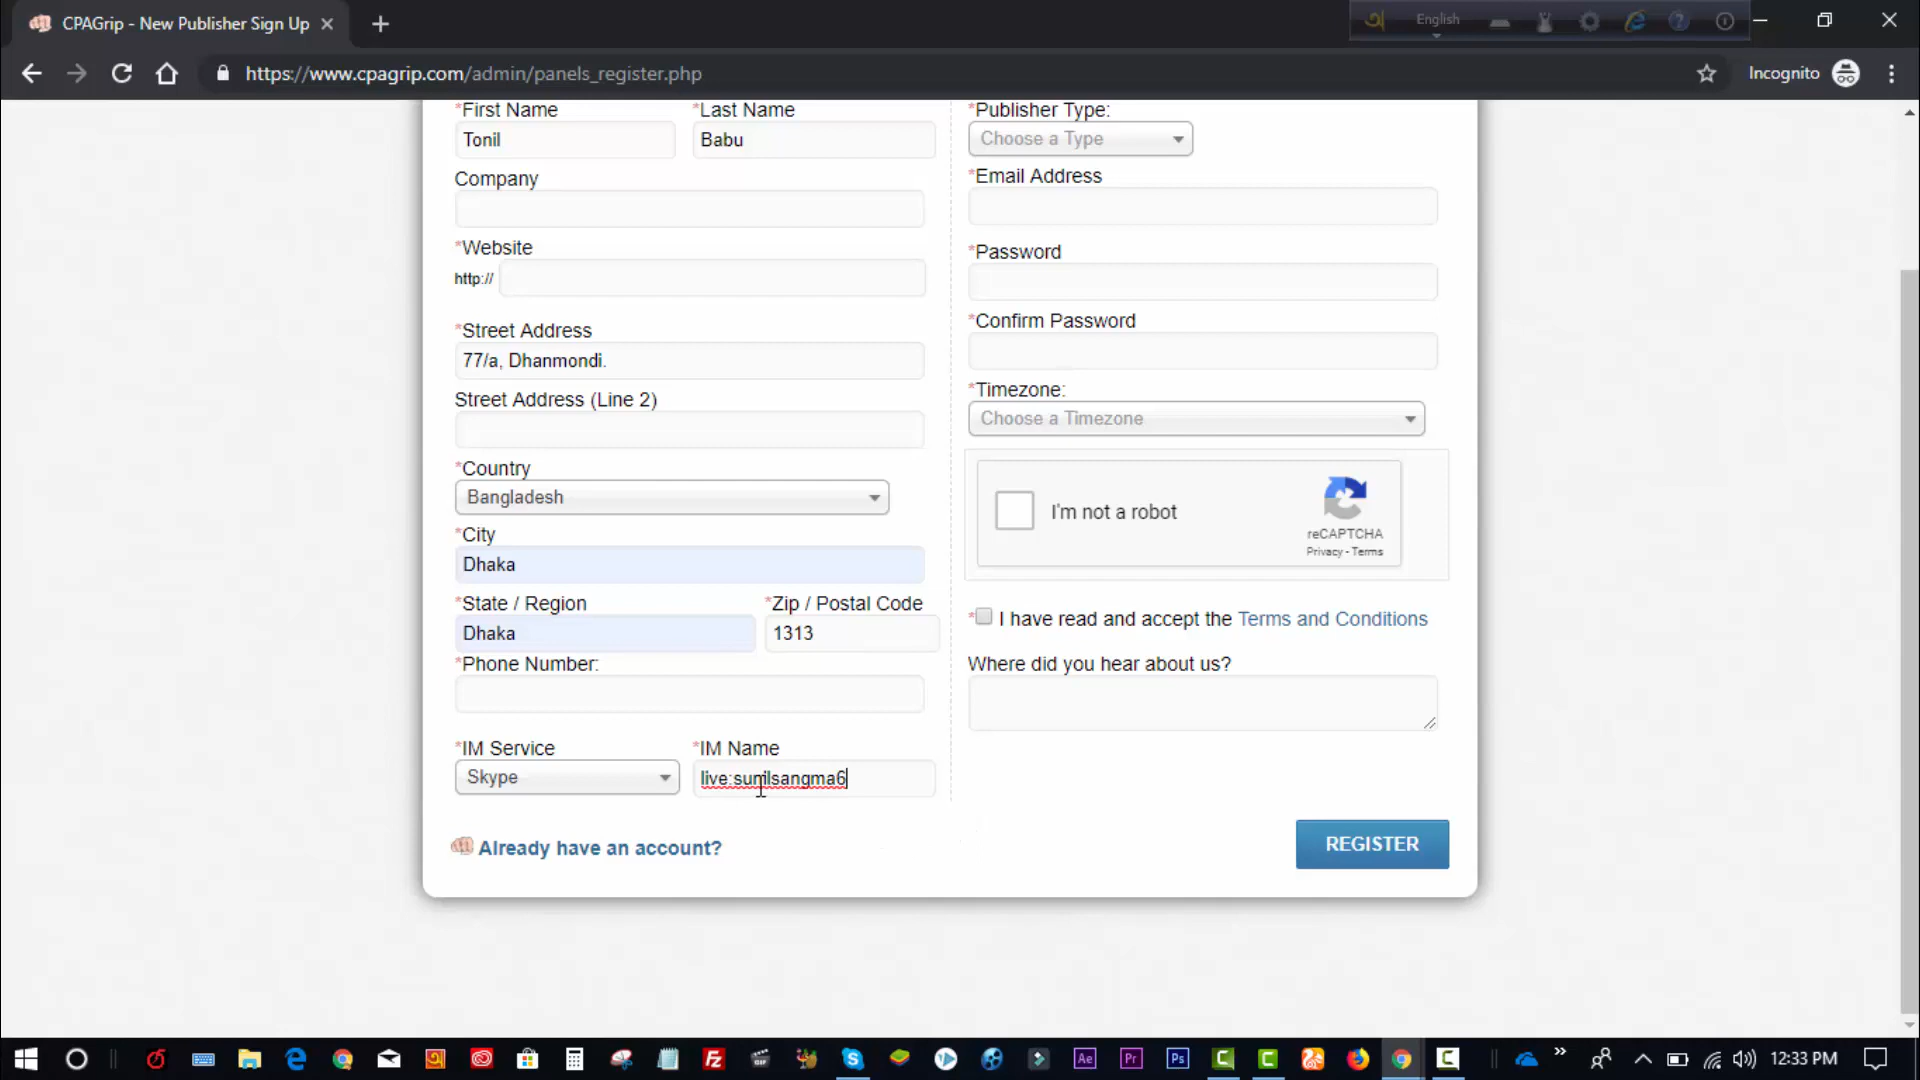 CPAGrip - New Publisher Sign Up
English
https://www.cpagrip.com/admin/panels_register.php
Incognito
*First Name
*Last Name
Tonil
Babu
Company
*Website
http://
*Street Address
77/a, Dhanmondi.
Street Address (Line 2)
*Country
Bangladesh
*City
Dhaka
*State / Region
*Zip / Postal Code
Dhaka
1313
*Phone Number:
*IM Service
*IM Name
Skype
live:sunilsangma6
Already have an account?
*Publisher Type:
Choose a Type
*Email Address
*Password
*Confirm Password
*Timezone:
Choose a Timezone
I'm not a robot
reCAPTCHA
Privacy - Terms
*I have read and accept the Terms and Conditions
Where did you hear about us?
REGISTER
Ae
Pr
Ps
12:33 PM